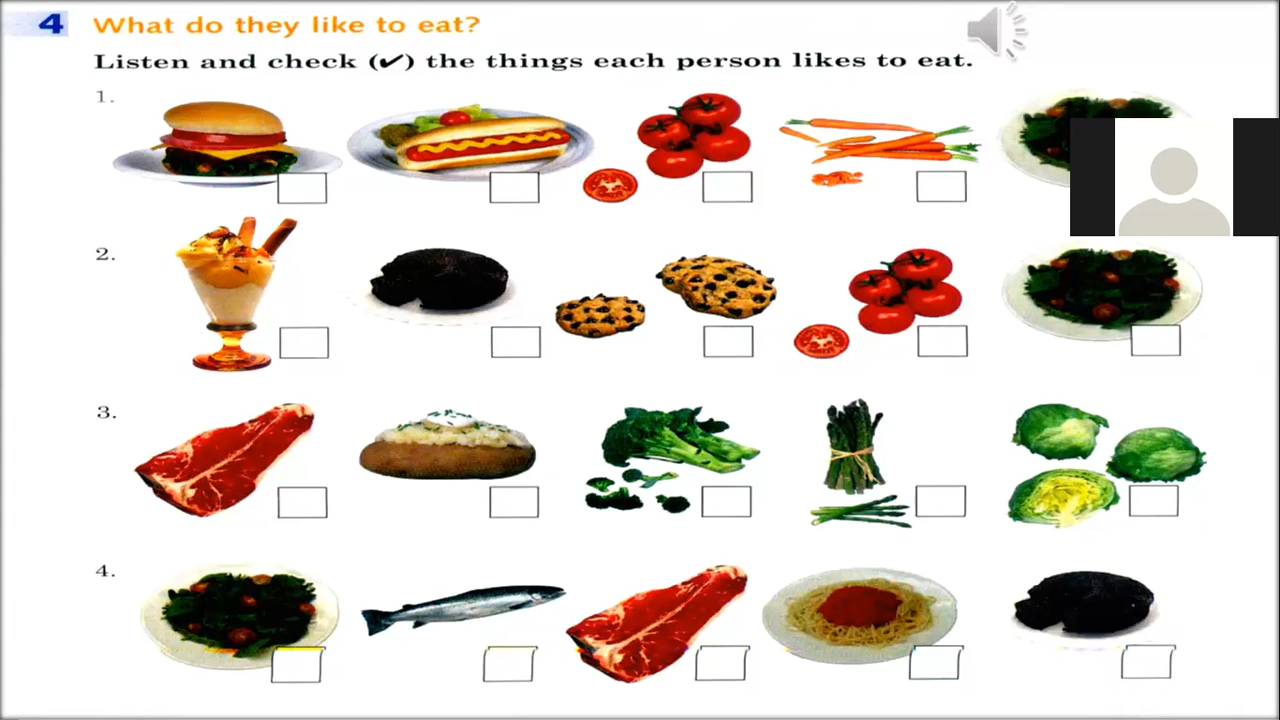 4 What do they like to eat?
Listen and check (✔) the things each person likes to eat.
1.
2.
3.
4.